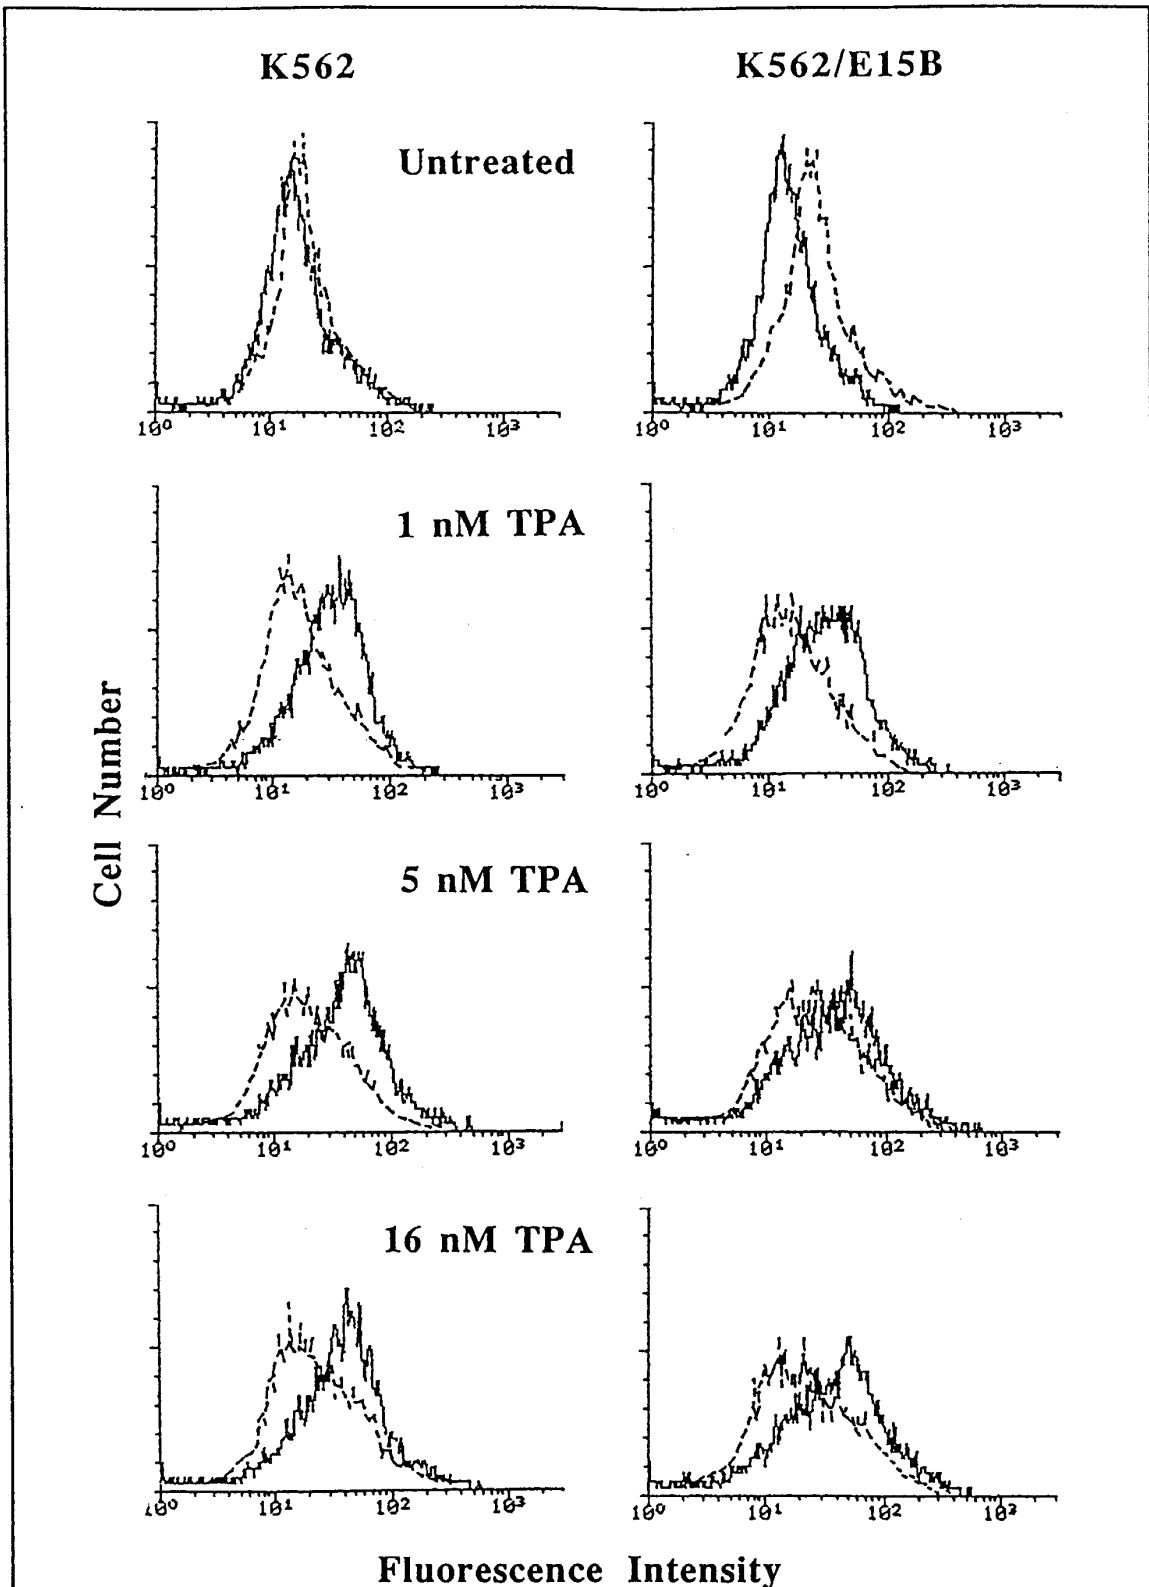 K562 K562/E15B
Untreated
10⁰ 10¹ 10² 10³ 10⁰ 10¹ 10² 10³
1 nM TPA
10⁰ 10¹ 10² 10³ 10⁰ 10¹ 10² 10³
Cell Number
5 nM TPA
10⁰ 10¹ 10² 10³ 10⁰ 10¹ 10² 10³
16 nM TPA
10⁰ 10¹ 10² 10³ 10⁰ 10¹ 10² 10³
Fluorescence Intensity